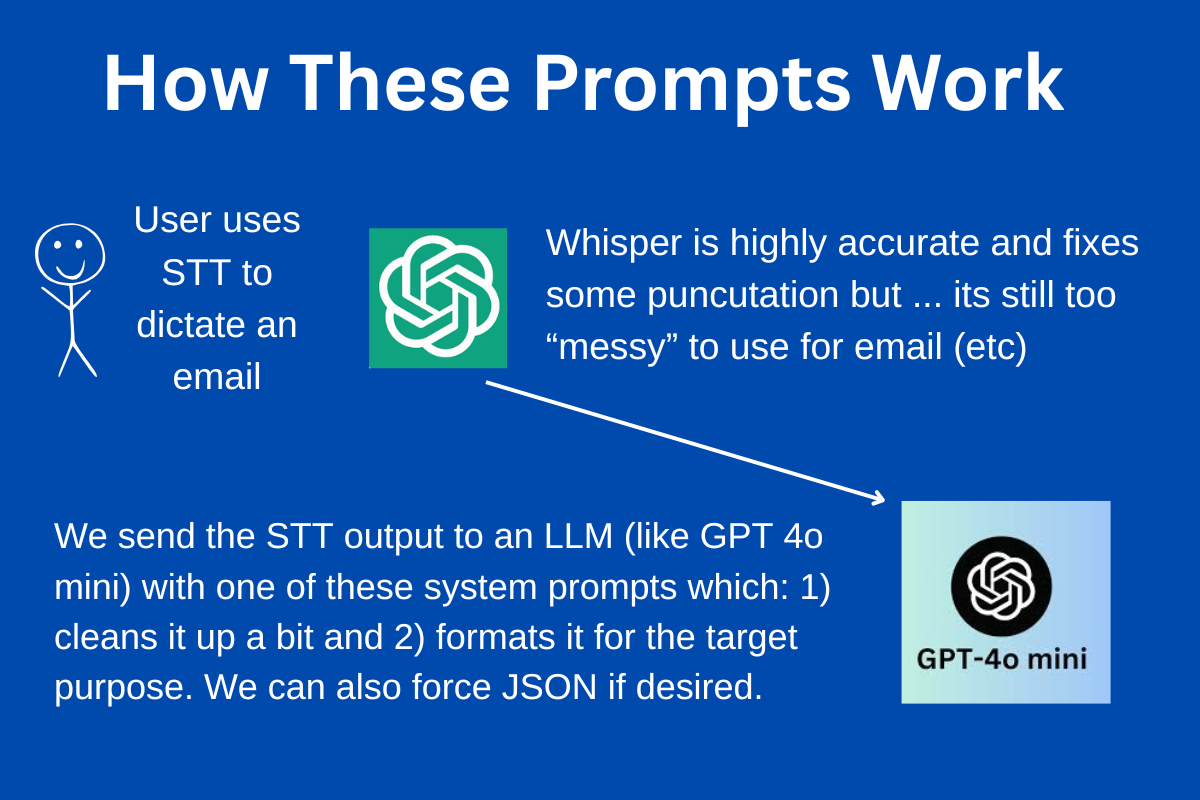 How These Prompts Work
User uses
STT to
dictate an
email
Whisper is highly accurate and fixes
some puncutation but ... its still too
“messy” to use for email (etc)
We send the STT output to an LLM (like GPT 4o
mini) with one of these system prompts which: 1)
cleans it up a bit and 2) formats it for the target
purpose. We can also force JSON if desired.
GPT-4o mini